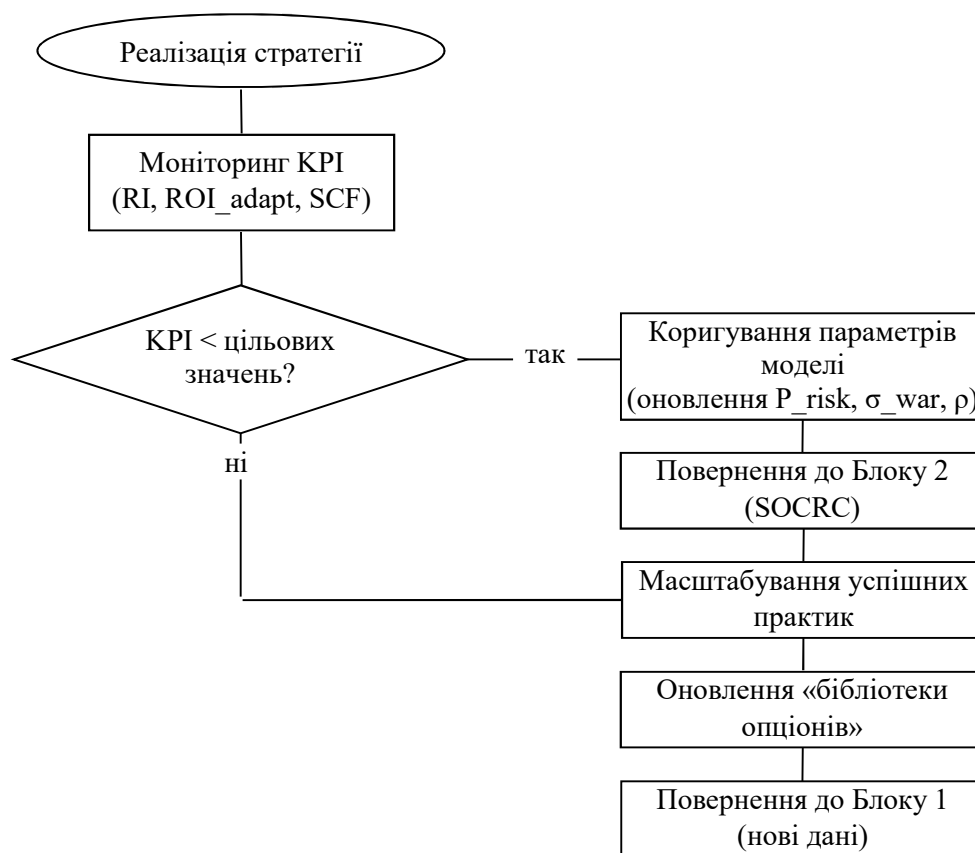 Реалізація стратегії
Моніторинг KPI
(RI, ROI_adapt, SCF)
KPI < цільових
значень?
так
Коригування параметрів
моделі
(оновлення P_risk, σ_war, ρ)
ні
Повернення до Блоку 2
(SOCRC)
Масштабування успішних
практик
Оновлення «бібліотеки
опціонів»
Повернення до Блоку 1
(нові дані)